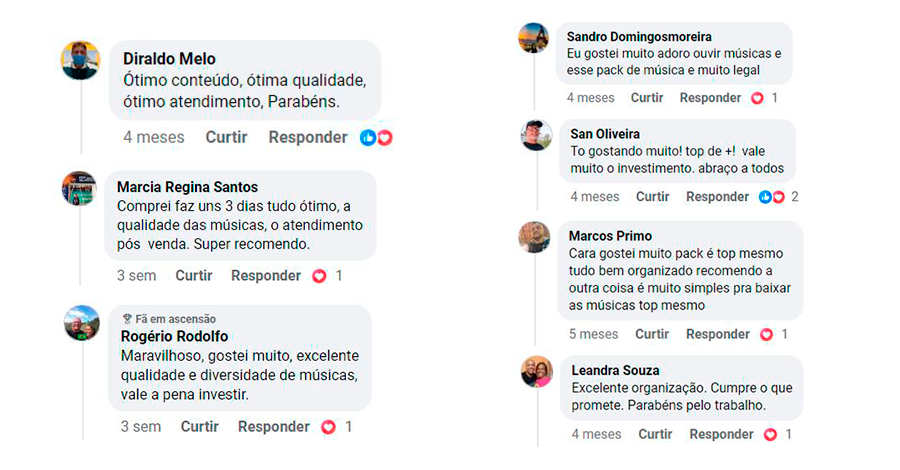 Diraldo Melo
Ótimo conteúdo, ótima qualidade,
ótimo atendimento, Parabéns.
4 meses Curtir Responder
Marcia Regina Santos
Comprei faz uns 3 dias tudo ótimo, a
qualidade das músicas, o atendimento
pós venda. Super recomendo.
3 sem Curtir Responder 1
Fã em ascensão
Rogério Rodolfo
Maravilhoso, gostei muito, excelente
qualidade e diversidade de músicas,
vale a pena investir.
3 sem Curtir Responder 1
Sandro Domingosmoreira
Eu gostei muito adoro ouvir músicas e
esse pack de música e muito legal
4 meses Curtir Responder 1
San Oliveira
To gostando muito! top de +! vale
muito o investimento. abraço a todos
4 meses Curtir Responder 2
Marcos Primo
Cara gostei muito pack é top mesmo
tudo bem organizado recomendo a
outra coisa é muito simples pra baixar
as músicas top mesmo
5 meses Curtir Responder 1
Leandra Souza
Excelente organização. Cumpre o que
promete. Parabéns pelo trabalho.
4 meses Curtir Responder 1